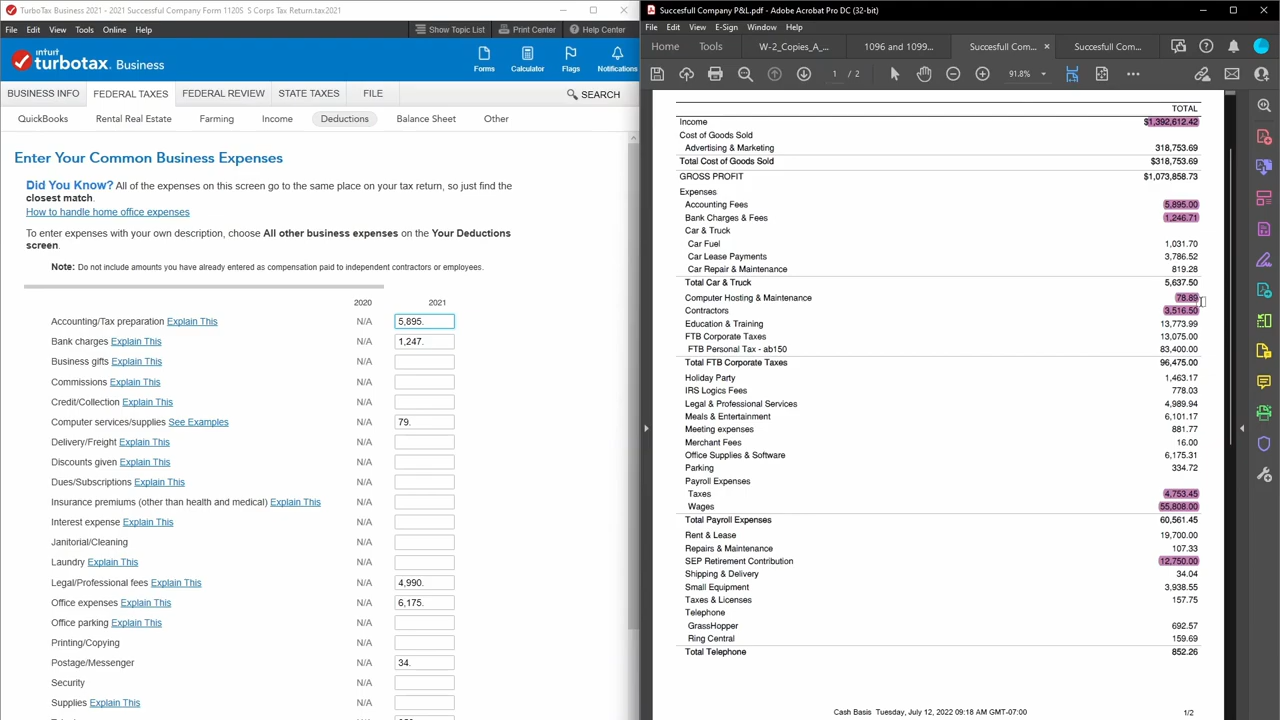 TurboTax Business 2021 - 2021 Successful Company Form 1120S S Corps Tax Return.tax2021
File Edit View Tools Online Help
Show Topic List Print Center Help Center
intuit turbotax. Business
Forms Calculator Flags Notifications
BUSINESS INFO FEDERAL TAXES FEDERAL REVIEW STATE TAXES FILE SEARCH
QuickBooks Rental Real Estate Farming Income Deductions Balance Sheet Other
Enter Your Common Business Expenses
Did You Know? All of the expenses on this screen go to the same place on your tax return, so just find the
closest match.
How to handle home office expenses
To enter expenses with your own description, choose All other business expenses on the Your Deductions
screen.
Note: Do not include amounts you have already entered as compensation paid to independent contractors or employees.
2020 2021
Accounting/Tax preparation Explain This N/A 5,895.
Bank charges Explain This N/A 1,247.
Business gifts Explain This N/A
Commissions Explain This N/A
Credit/Collection Explain This N/A
Computer services/supplies See Examples N/A 79.
Delivery/Freight Explain This N/A
Discounts given Explain This N/A
Dues/Subscriptions Explain This N/A
Insurance premiums (other than health and medical) Explain This N/A
Interest expense Explain This N/A
Janitorial/Cleaning N/A
Laundry Explain This N/A
Legal/Professional fees Explain This N/A 4,990.
Office expenses Explain This N/A 6,175.
Office parking Explain This N/A
Printing/Copying N/A
Postage/Messenger N/A 34.
Security N/A
Supplies Explain This N/A
Succesfull Company P&L.pdf - Adobe Acrobat Pro DC (32-bit)
File Edit View E-Sign Window Help
Home Tools W-2_Copies_A_... 1096 and 1099... Succesfull Com... × Succesfull Com...
1 / 2 91.8%
TOTAL
Income $1,392,612.42
Cost of Goods Sold
Advertising & Marketing 318,753.69
Total Cost of Goods Sold $318,753.69
GROSS PROFIT $1,073,858.73
Expenses
Accounting Fees 5,895.00
Bank Charges & Fees 1,246.71
Car & Truck
Car Fuel 1,031.70
Car Lease Payments 3,786.52
Car Repair & Maintenance 819.28
Total Car & Truck 5,637.50
Computer Hosting & Maintenance 78.89
Contractors 3,516.50
Education & Training 13,773.99
FTB Corporate Taxes 13,075.00
FTB Personal Tax - ab150 83,400.00
Total FTB Corporate Taxes 96,475.00
Holiday Party 1,463.17
IRS Logics Fees 778.03
Legal & Professional Services 4,989.94
Meals & Entertainment 6,101.17
Meeting expenses 881.77
Merchant Fees 16.00
Office Supplies & Software 6,175.31
Parking 334.72
Payroll Expenses
Taxes 4,753.45
Wages 55,808.00
Total Payroll Expenses 60,561.45
Rent & Lease 19,700.00
Repairs & Maintenance 107.33
SEP Retirement Contribution 12,750.00
Shipping & Delivery 34.04
Small Equipment 3,938.55
Taxes & Licenses 157.75
Telephone
GrassHopper 692.57
Ring Central 159.69
Total Telephone 852.26
Cash Basis Tuesday, July 12, 2022 09:18 AM GMT-07:00 1/2